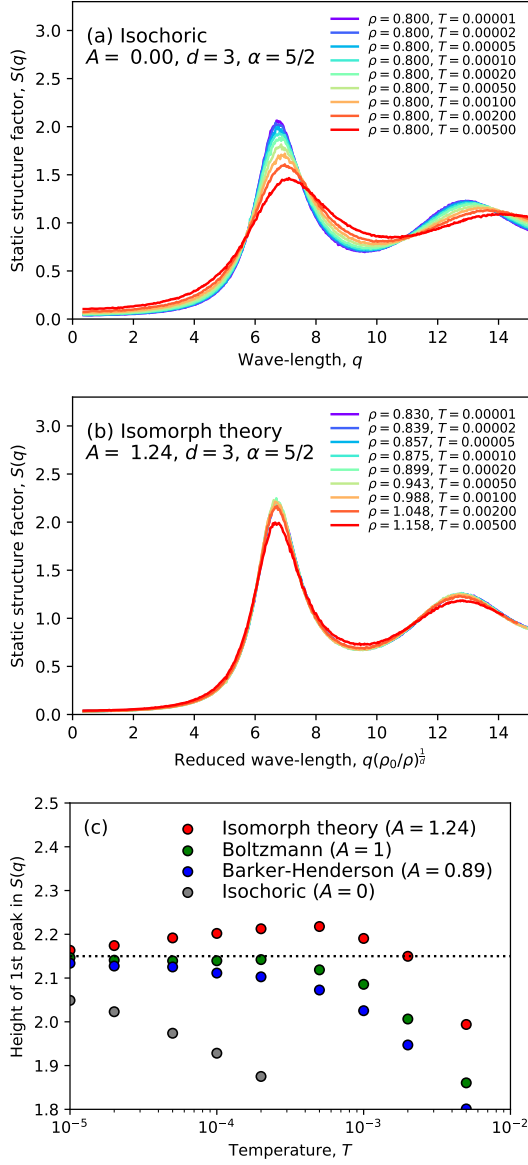 (a) Isochoric
A = 0.00, d = 3, α = 5/2
ρ = 0.800, T = 0.00001
ρ = 0.800, T = 0.00002
ρ = 0.800, T = 0.00005
ρ = 0.800, T = 0.00010
ρ = 0.800, T = 0.00020
ρ = 0.800, T = 0.00050
ρ = 0.800, T = 0.00100
ρ = 0.800, T = 0.00200
ρ = 0.800, T = 0.00500
Static structure factor, S(q)
3.0
2.5
2.0
1.5
1.0
0.5
0.0
0 2 4 6 8 10 12 14
Wave-length, q
(b) Isomorph theory
A = 1.24, d = 3, α = 5/2
ρ = 0.830, T = 0.00001
ρ = 0.839, T = 0.00002
ρ = 0.857, T = 0.00005
ρ = 0.875, T = 0.00010
ρ = 0.899, T = 0.00020
ρ = 0.943, T = 0.00050
ρ = 0.988, T = 0.00100
ρ = 1.048, T = 0.00200
ρ = 1.158, T = 0.00500
Static structure factor, S(q)
3.0
2.5
2.0
1.5
1.0
0.5
0.0
0 2 4 6 8 10 12 14
Reduced wave-length, q(ρ₀/ρ)^(1/d)
(c)
Isomorph theory (A = 1.24)
Boltzmann (A = 1)
Barker-Henderson (A = 0.89)
Isochoric (A = 0)
Height of 1st peak in S(q)
2.5
2.4
2.3
2.2
2.1
2.0
1.9
1.8
10⁻⁵ 10⁻⁴ 10⁻³ 10⁻²
Temperature, T